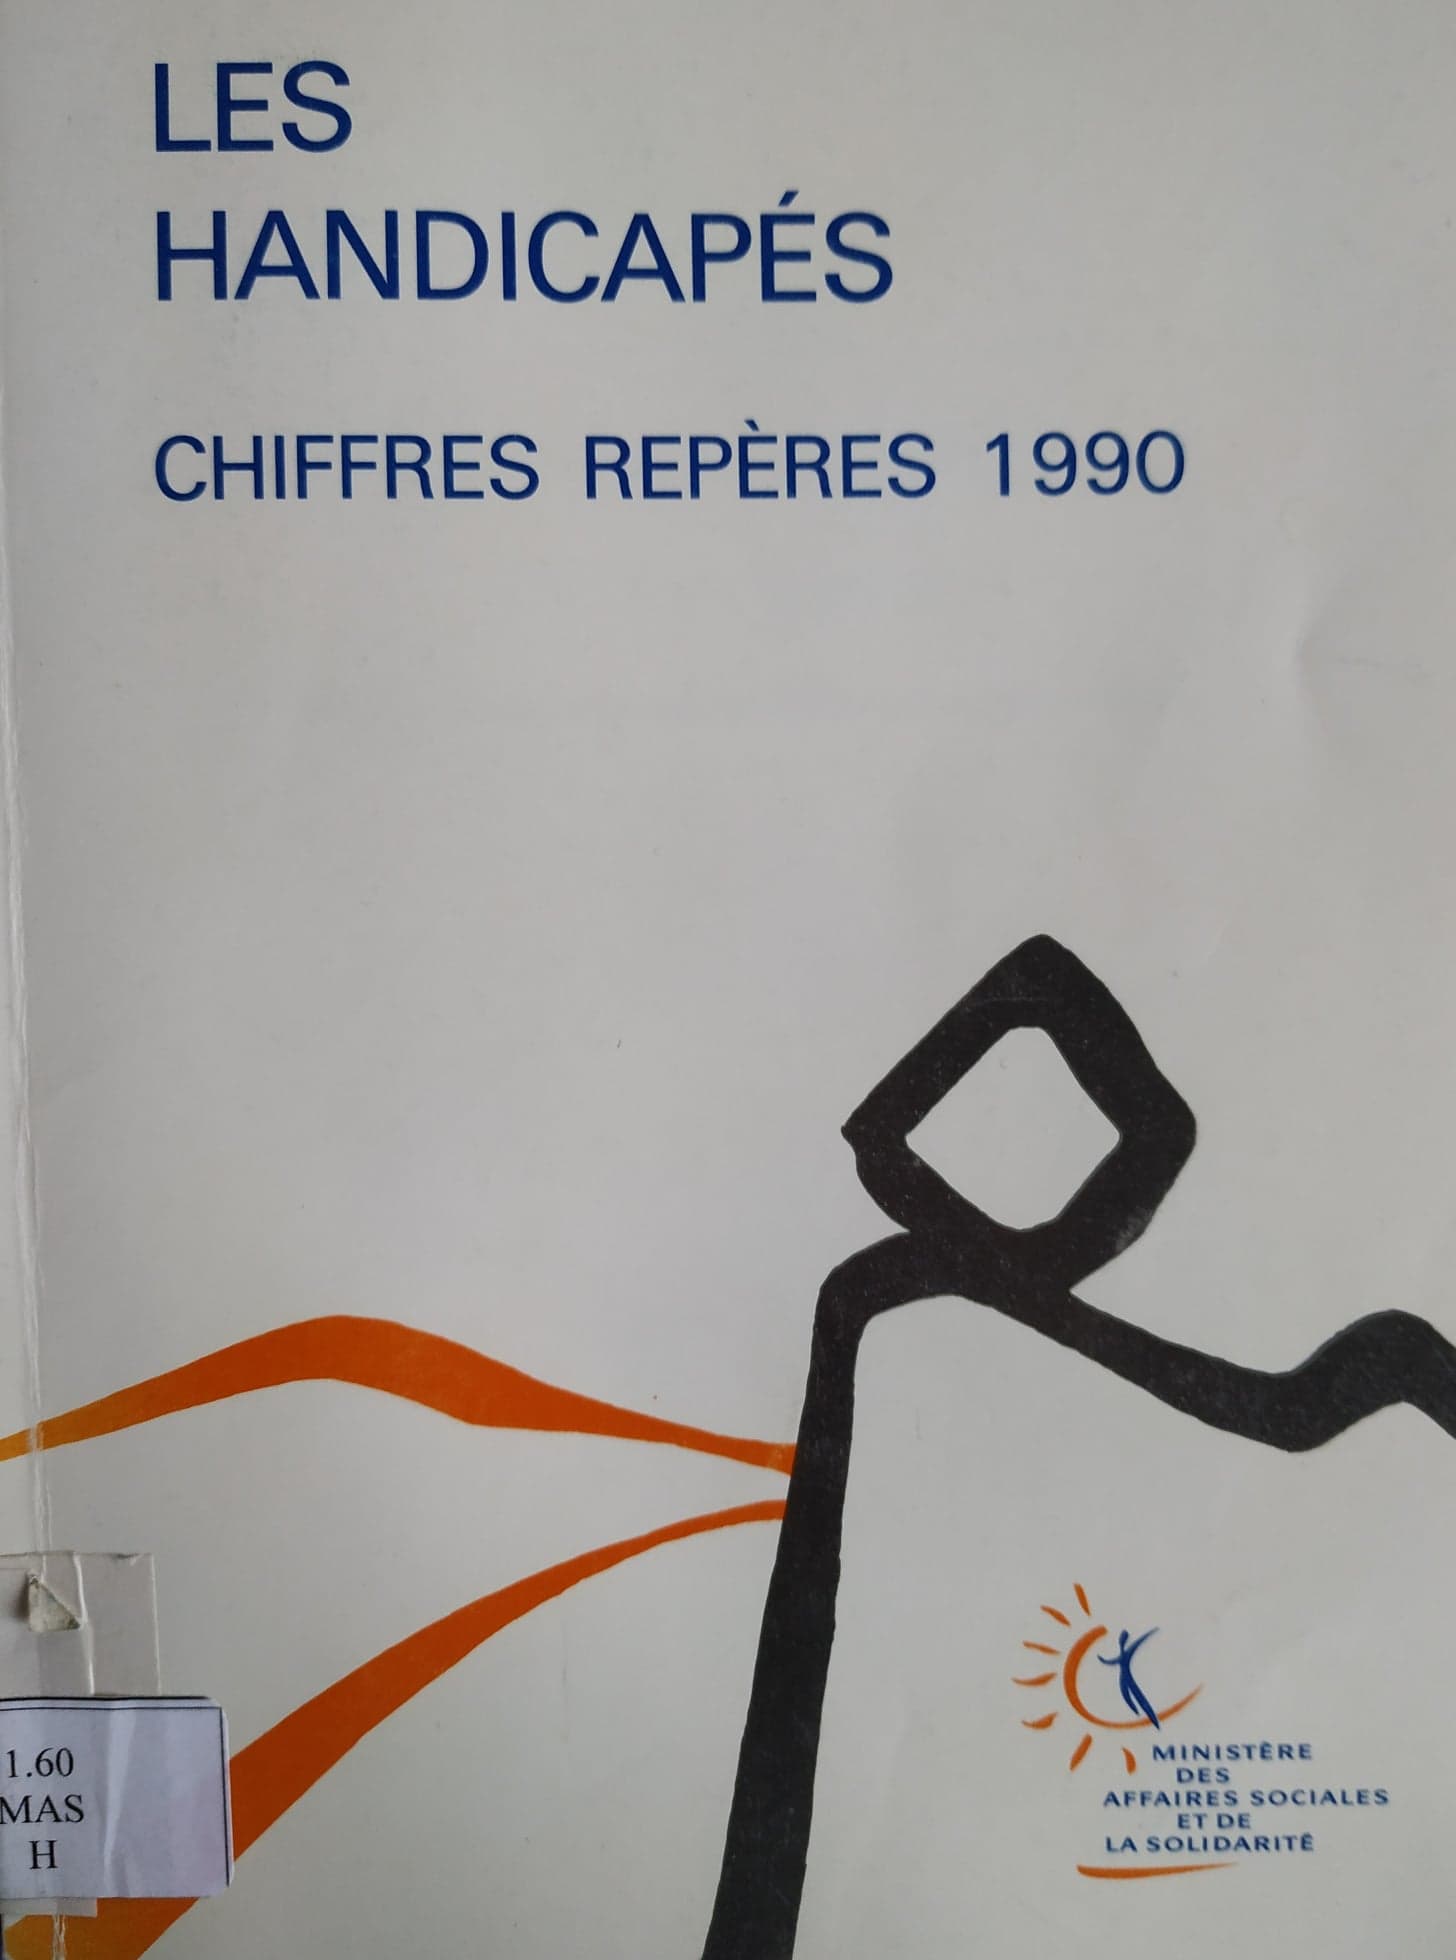 LES
HANDICAPÉS
CHIFFRES REPÈRES 1990
MINISTÈRE
DES
AFFAIRES SOCIALES
ET DE
LA SOLIDARITÉ
1.60
MAS
H